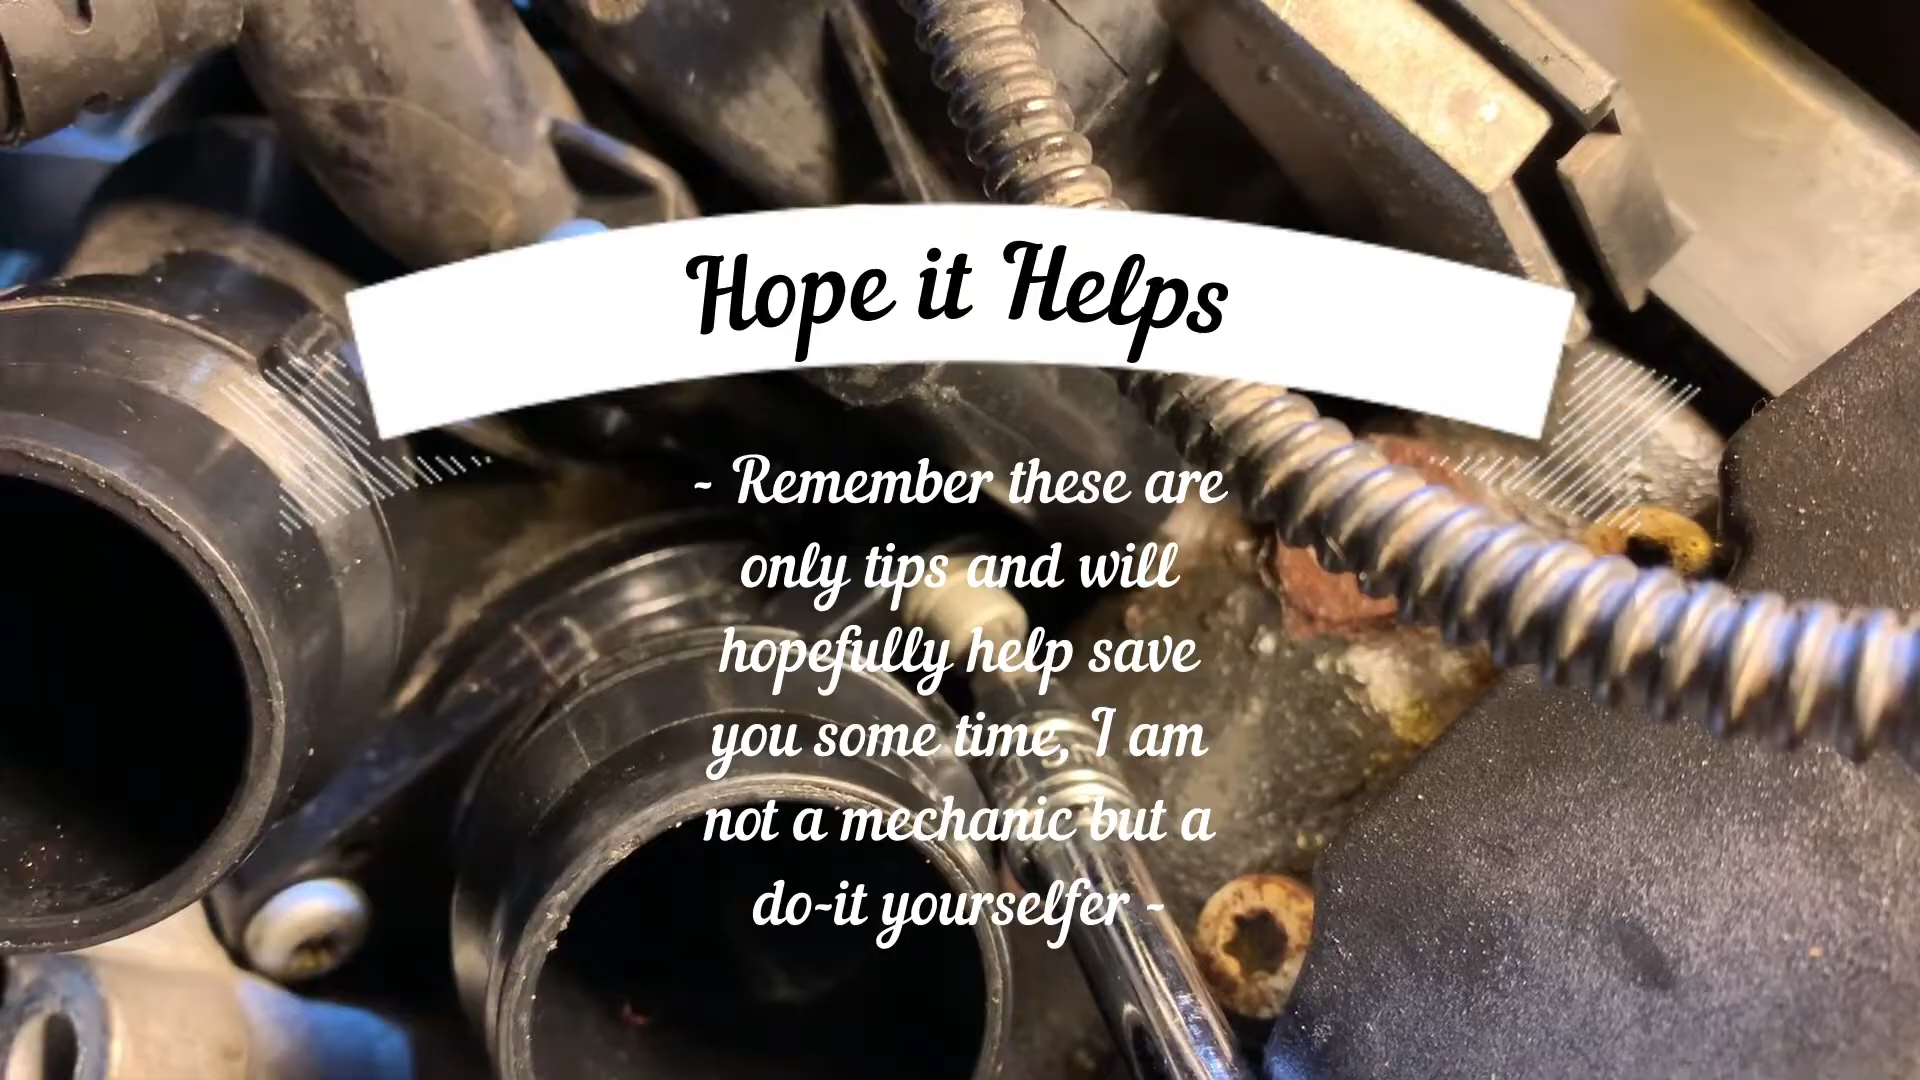 Hope it Helps
- Remember these are
only tips and will
hopefully help save
you some time, I am
not a mechanic but a
do-it yourselfer -